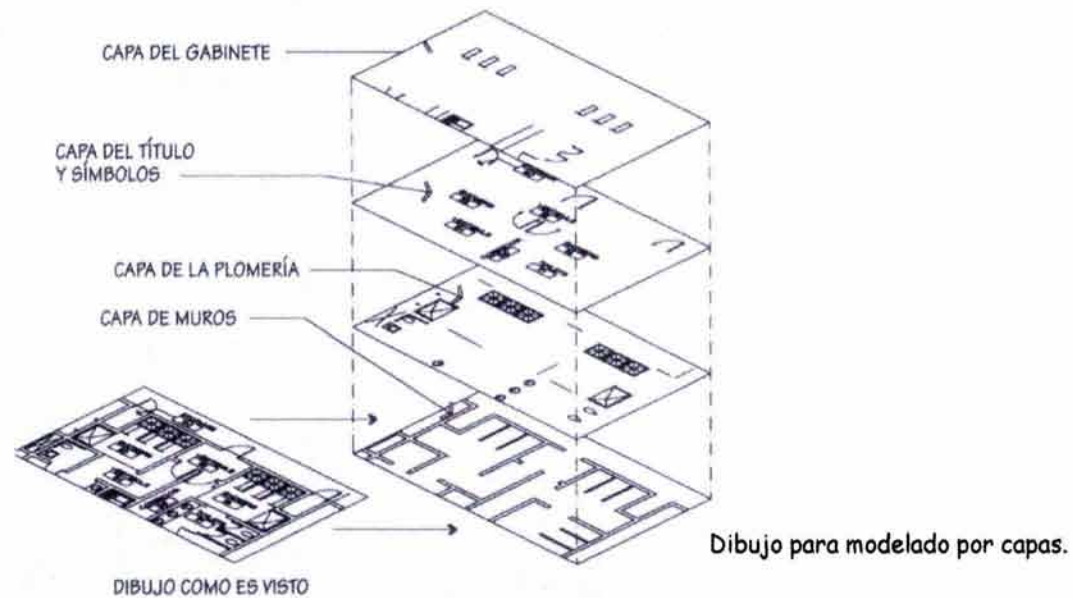 CAPA DEL GABINETE
CAPA DEL TÍTULO
Y SÍMBOLOS
CAPA DE LA PLOMERÍA
CAPA DE MUROS
Dibujo para modelado por capas.
DIBUJO COMO ES VISTO